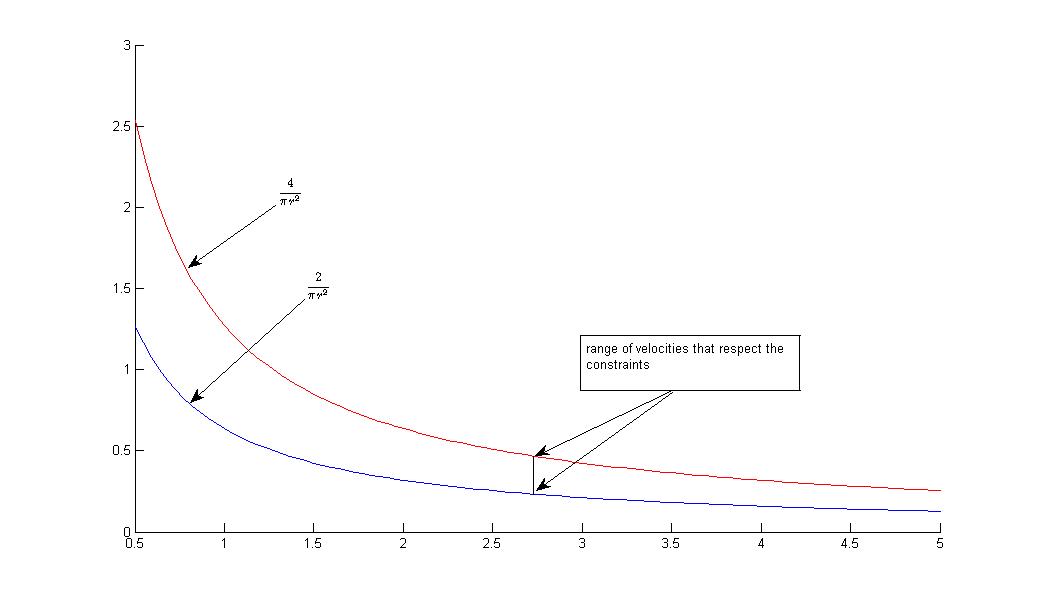 3
2.5
2
1.5
1
0.5
0
4
πr²
2
πr²
range of velocities that respect the
constraints
0.5 1 1.5 2 2.5 3 3.5 4 4.5 5